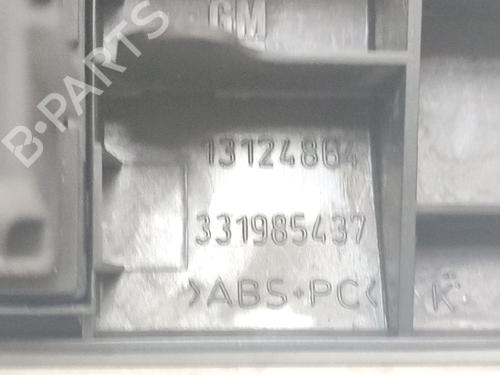 GM
B-PARTS
13124864
331985437
>ABS+PC<
K